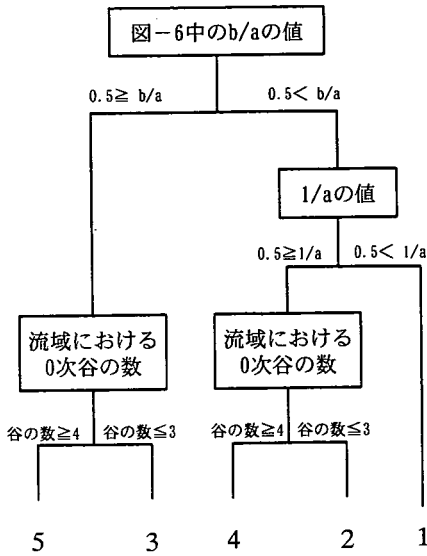 図－6中のb/aの値
0.5≧ b/a
0.5＜ b/a
1/aの値
0.5≧1/a
0.5＜ 1/a
流域における
0次谷の数
流域における
0次谷の数
谷の数≧4
谷の数≦3
谷の数≧4
谷の数≦3
5
3
4
2
1